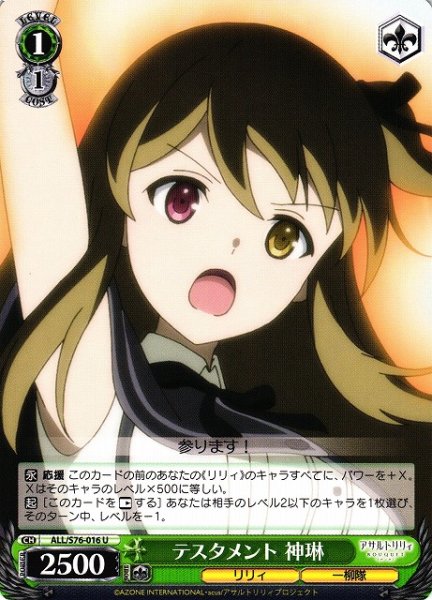 LEVEL
1
1
COST
参ります！
永 応援 このカードの前のあなたの《リリィ》のキャラすべてに、パワーを＋X。
Xはそのキャラのレベル×500に等しい。
起［このカードを する］あなたは相手のレベル2以下のキャラを1枚選び、
そのターン中、レベルを－1。
CH ALL/S76-016 U
POWER
2500
テスタメント 神琳
アサルトリリィ
BOUQUET
リリィ
一柳隊
©AZONE INTERNATIONAL・acus/アサルトリリィプロジェクト